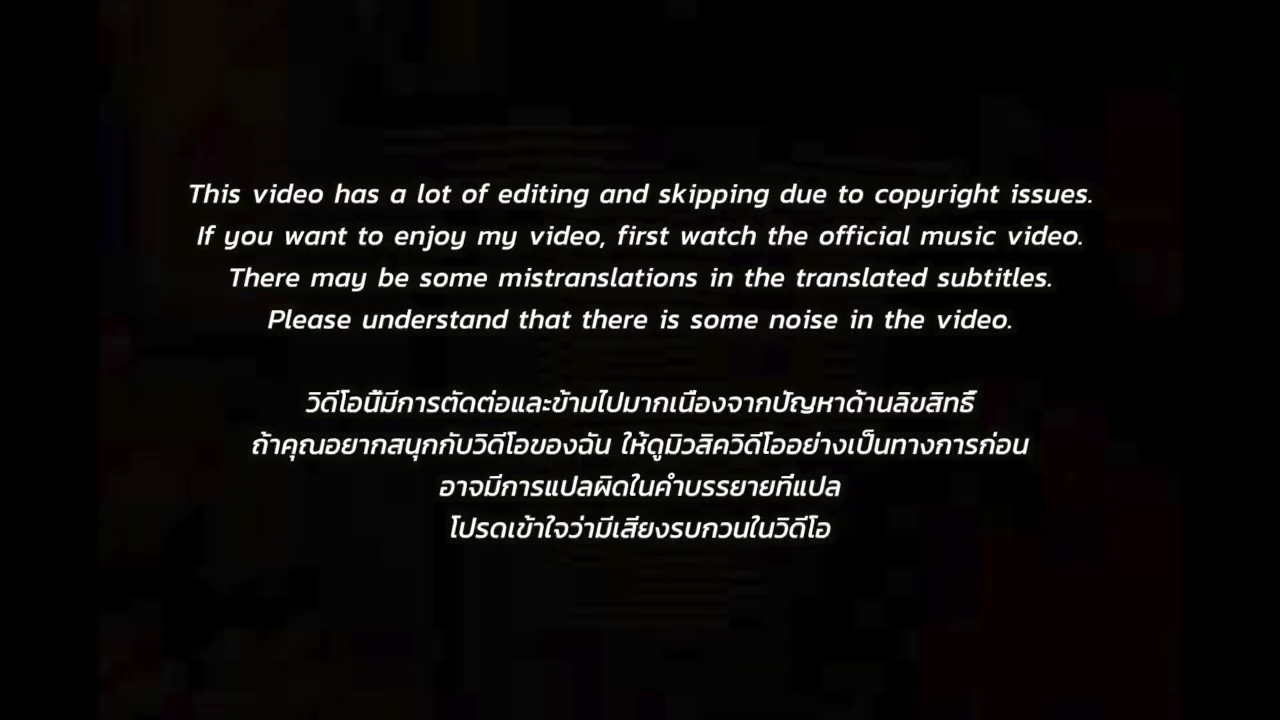 This video has a lot of editing and skipping due to copyright issues.
If you want to enjoy my video, first watch the official music video.
There may be some mistranslations in the translated subtitles.
Please understand that there is some noise in the video.
วิดีโอนี้มีการตัดต่อและข้ามไปมากเนื่องจากปัญหาด้านลิขสิทธิ์
ถ้าคุณอยากสนุกกับวิดีโอของฉัน ให้ดูมิวสิควิดีโออย่างเป็นทางการก่อน
อาจมีการแปลผิดในคำบรรยายที่แปล
โปรดเข้าใจว่ามีเสียงรบกวนในวิดีโอ